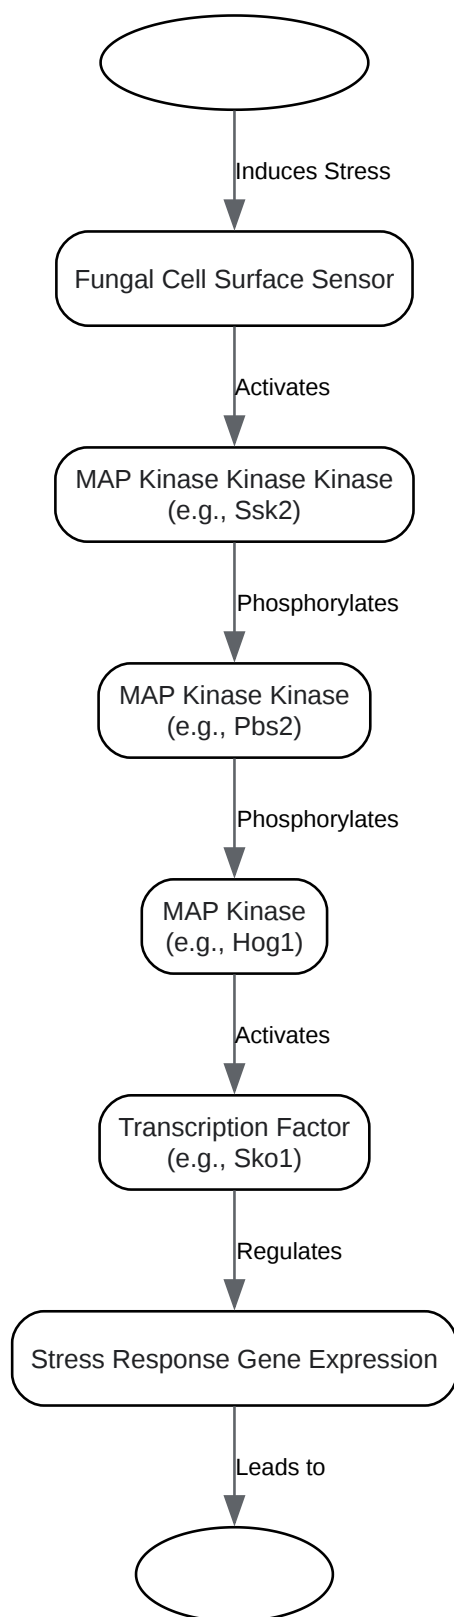 Induces Stress
Fungal Cell Surface Sensor
Activates
MAP Kinase Kinase Kinase
(e.g., Ssk2)
Phosphorylates
MAP Kinase Kinase
(e.g., Pbs2)
Phosphorylates
MAP Kinase
(e.g., Hog1)
Activates
Transcription Factor
(e.g., Sko1)
Regulates
Stress Response Gene Expression
Leads to